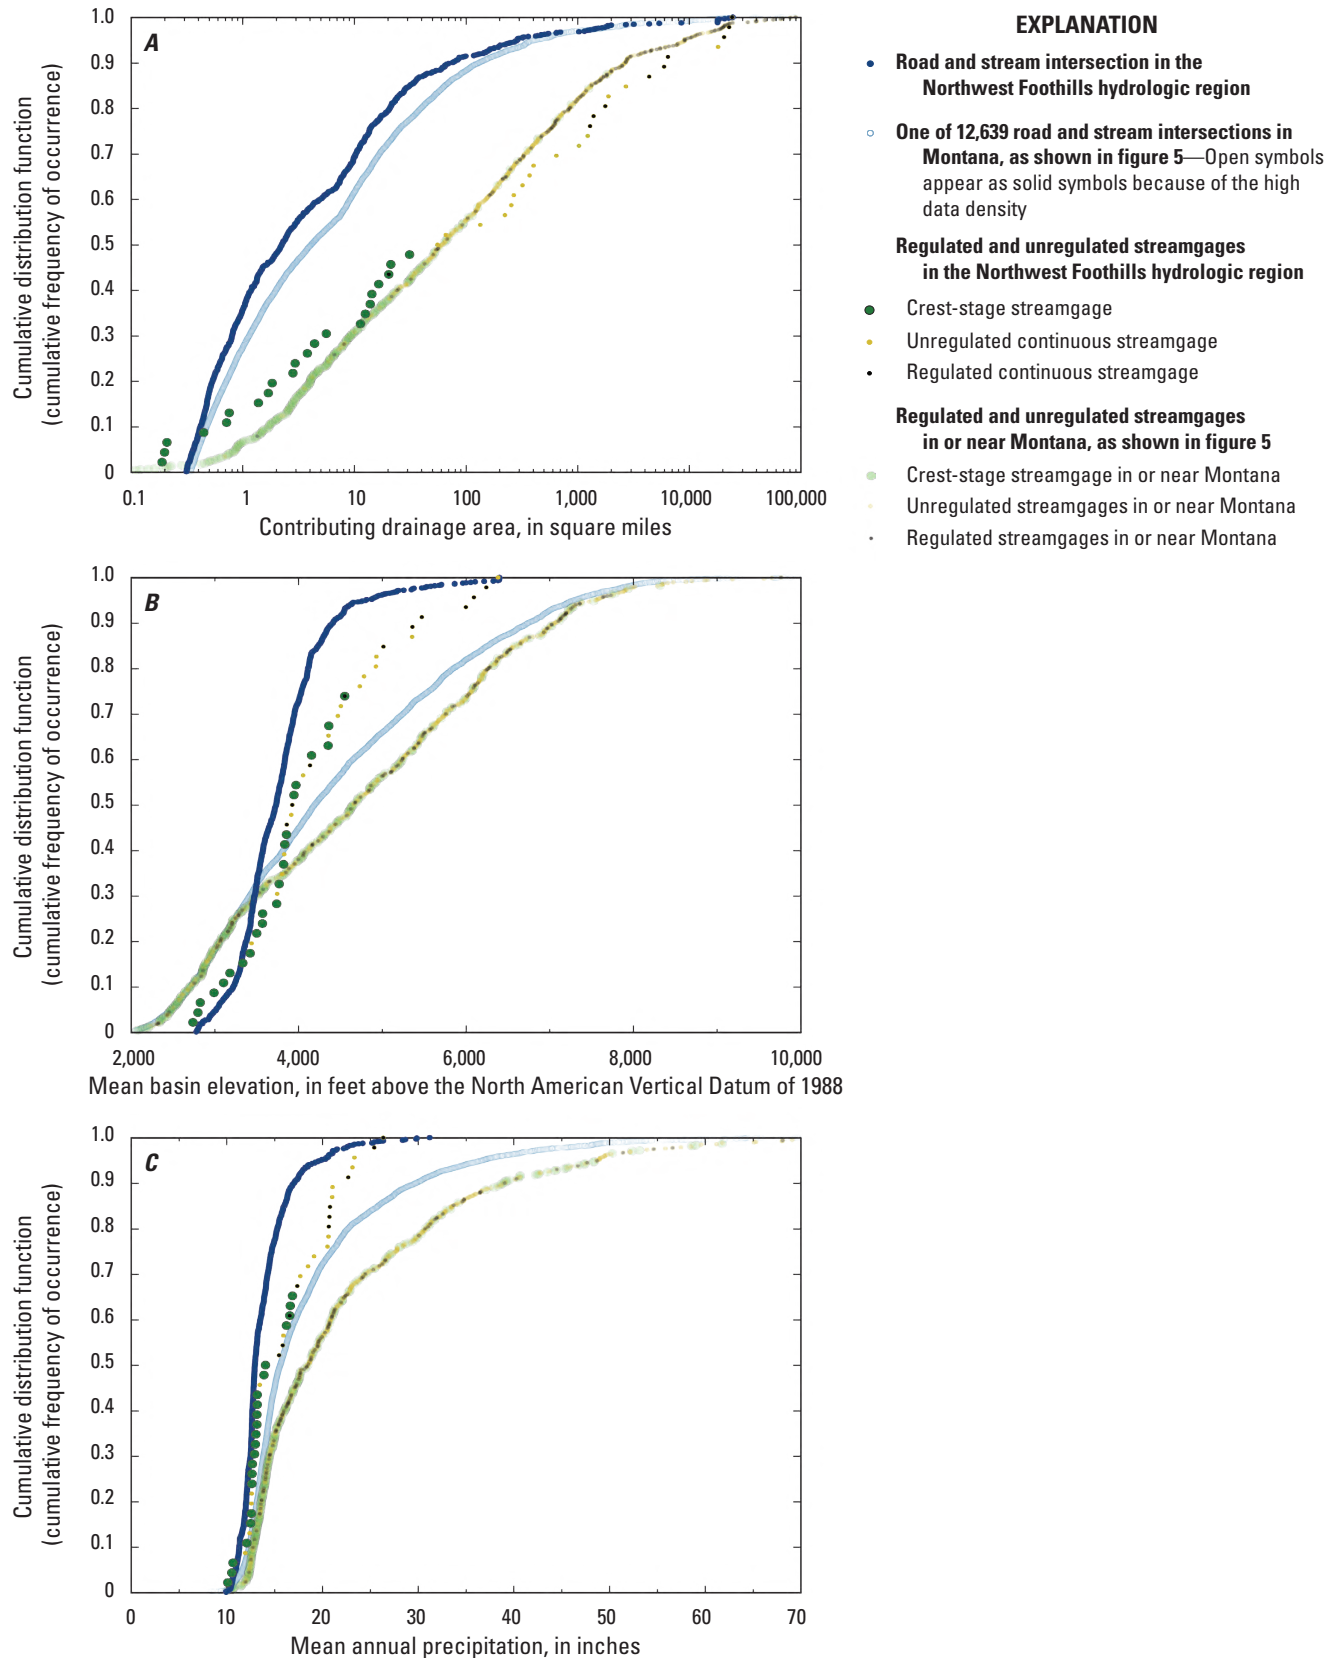 A
1.0
0.9
0.8
0.7
0.6
0.5
0.4
0.3
0.2
0.1
0
Cumulative distribution function
(cumulative frequency of occurrence)
0.1 1 10 100 1,000 10,000 100,000
Contributing drainage area, in square miles
EXPLANATION
Road and stream intersection in the
Northwest Foothills hydrologic region
One of 12,639 road and stream intersections in
Montana, as shown in figure 5—Open symbols
appear as solid symbols because of the high
data density
Regulated and unregulated streamgages
in the Northwest Foothills hydrologic region
Crest-stage streamgage
Unregulated continuous streamgage
Regulated continuous streamgage
Regulated and unregulated streamgages
in or near Montana, as shown in figure 5
Crest-stage streamgage in or near Montana
Unregulated streamgages in or near Montana
Regulated streamgages in or near Montana
B
1.0
0.9
0.8
0.7
0.6
0.5
0.4
0.3
0.2
0.1
0
Cumulative distribution function
(cumulative frequency of occurrence)
2,000 4,000 6,000 8,000 10,000
Mean basin elevation, in feet above the North American Vertical Datum of 1988
C
1.0
0.9
0.8
0.7
0.6
0.5
0.4
0.3
0.2
0.1
0
Cumulative distribution function
(cumulative frequency of occurrence)
0 10 20 30 40 50 60 70
Mean annual precipitation, in inches